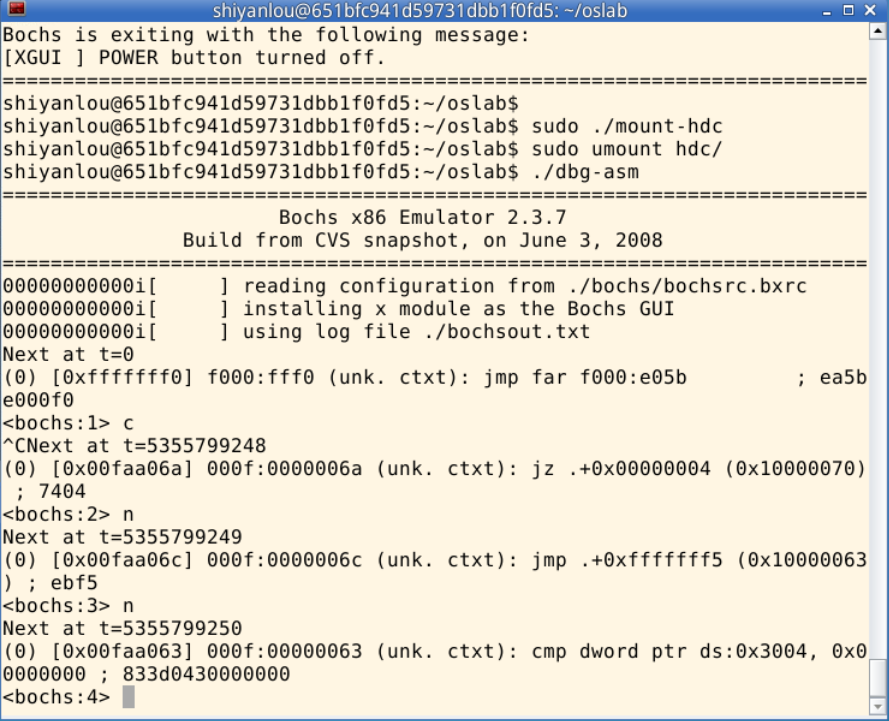 shiyanlou@651bfc941d59731dbb1f0fd5: ~/oslab
Bochs is exiting with the following message:
[XGUI ] POWER button turned off.
========================================================================
shiyanlou@651bfc941d59731dbb1f0fd5:~/oslab$
shiyanlou@651bfc941d59731dbb1f0fd5:~/oslab$ sudo ./mount-hdc
shiyanlou@651bfc941d59731dbb1f0fd5:~/oslab$ sudo umount hdc/
shiyanlou@651bfc941d59731dbb1f0fd5:~/oslab$ ./dbg-asm
========================================================================
                       Bochs x86 Emulator 2.3.7
               Build from CVS snapshot, on June 3, 2008
========================================================================
00000000000i[     ] reading configuration from ./bochs/bochsrc.bxrc
00000000000i[     ] installing x module as the Bochs GUI
00000000000i[     ] using log file ./bochsout.txt
Next at t=0
(0) [0xfffffff0] f000:fff0 (unk. ctxt): jmp far f000:e05b         ; ea5b
e000f0
<bochs:1> c
^CNext at t=5355799248
(0) [0x00faa06a] 000f:0000006a (unk. ctxt): jz .+0x00000004 (0x10000070)
 ; 7404
<bochs:2> n
Next at t=5355799249
(0) [0x00faa06c] 000f:0000006c (unk. ctxt): jmp .+0xfffffff5 (0x10000063
) ; ebf5
<bochs:3> n
Next at t=5355799250
(0) [0x00faa063] 000f:00000063 (unk. ctxt): cmp dword ptr ds:0x3004, 0x0
0000000 ; 833d0430000000
<bochs:4>